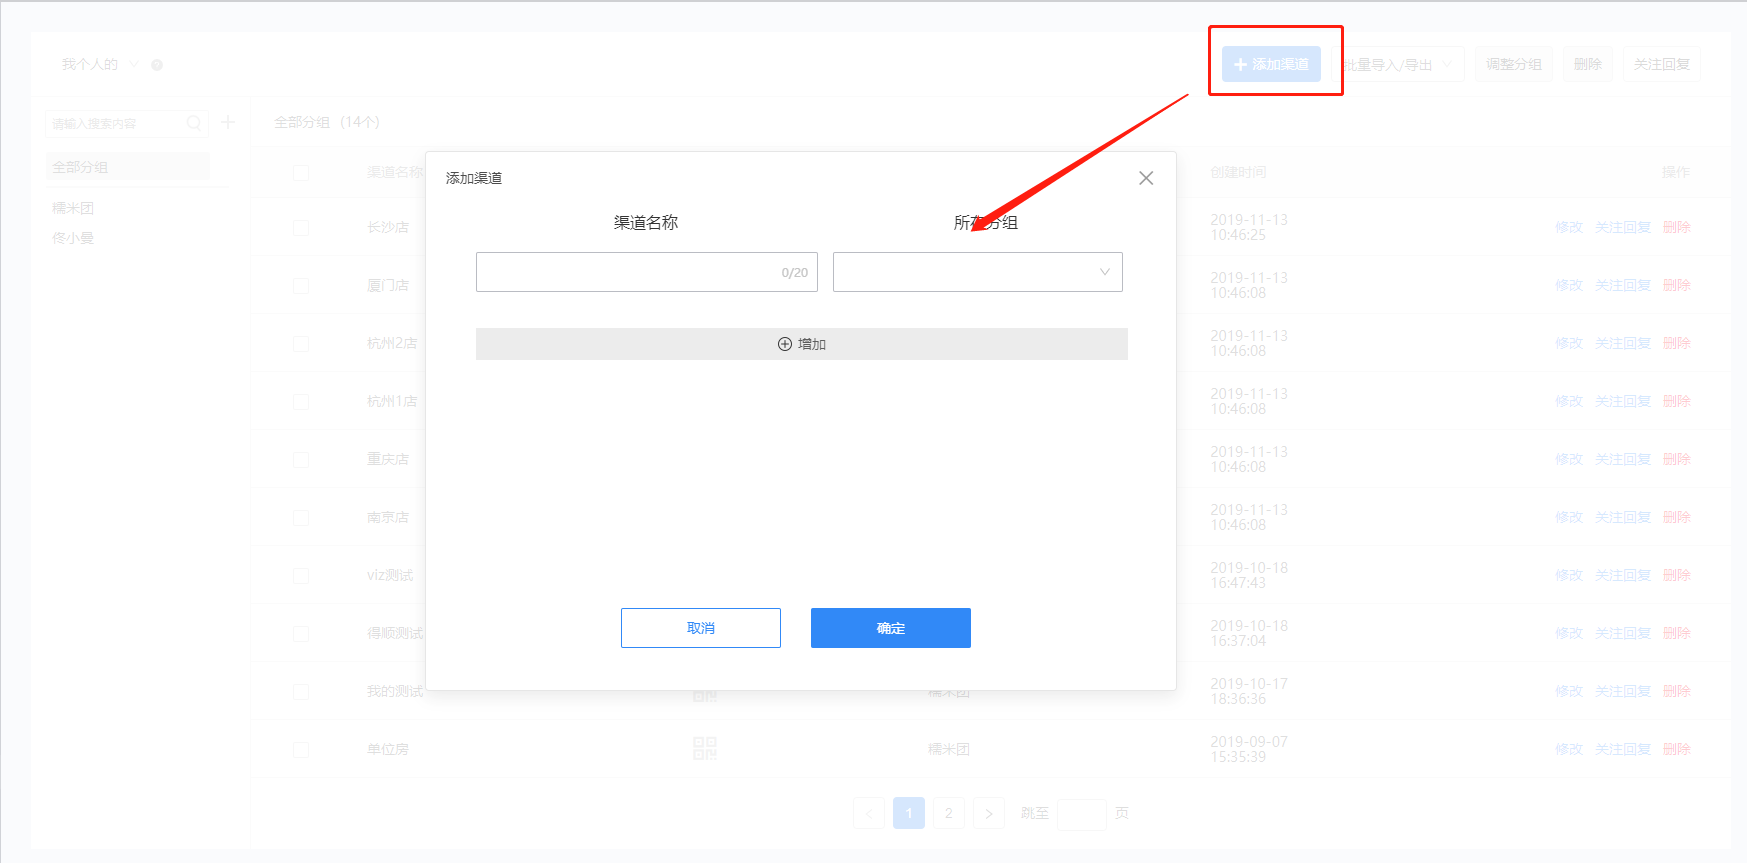 我个人的
添加渠道
批量导入/导出
调整分组
删除
关注回复
请输入搜索内容
全部分组 (14个)
全部分组
糯米团
佟小曼
渠道名称
创建时间
操作
添加渠道
渠道名称
所在分组
0/20
增加
取消
确定
长沙店
2019-11-13
10:46:25
修改 关注回复 删除
厦门店
2019-11-13
10:46:08
修改 关注回复 删除
杭州2店
2019-11-13
10:46:08
修改 关注回复 删除
杭州1店
2019-11-13
10:46:08
修改 关注回复 删除
重庆店
2019-11-13
10:46:08
修改 关注回复 删除
南京店
2019-11-13
10:46:08
修改 关注回复 删除
viz测试
2019-10-18
16:47:43
修改 关注回复 删除
得顺测试
2019-10-18
16:37:04
修改 关注回复 删除
我的测试
糯米团
2019-10-17
18:36:36
修改 关注回复 删除
单位房
糯米团
2019-09-07
15:35:39
修改 关注回复 删除
1 2 跳至 页